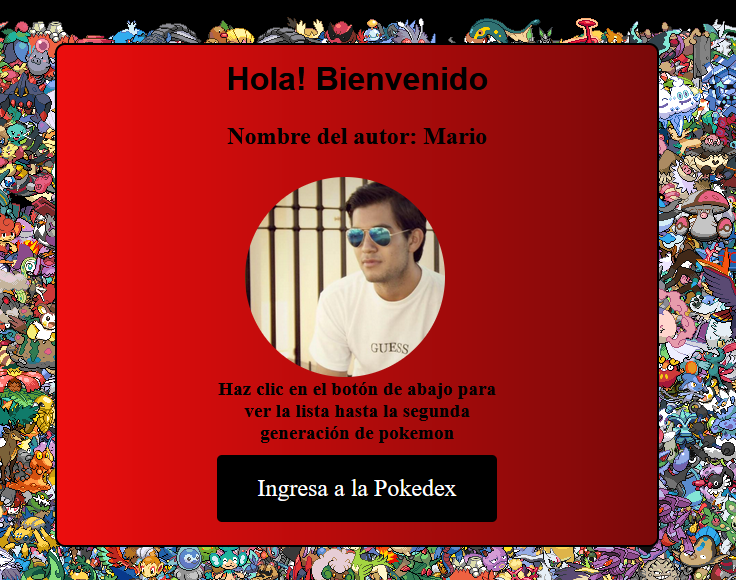 Hola! Bienvenido
Nombre del autor: Mario
GUESS
Haz clic en el botón de abajo para
ver la lista hasta la segunda
generación de pokemon
Ingresa a la Pokedex